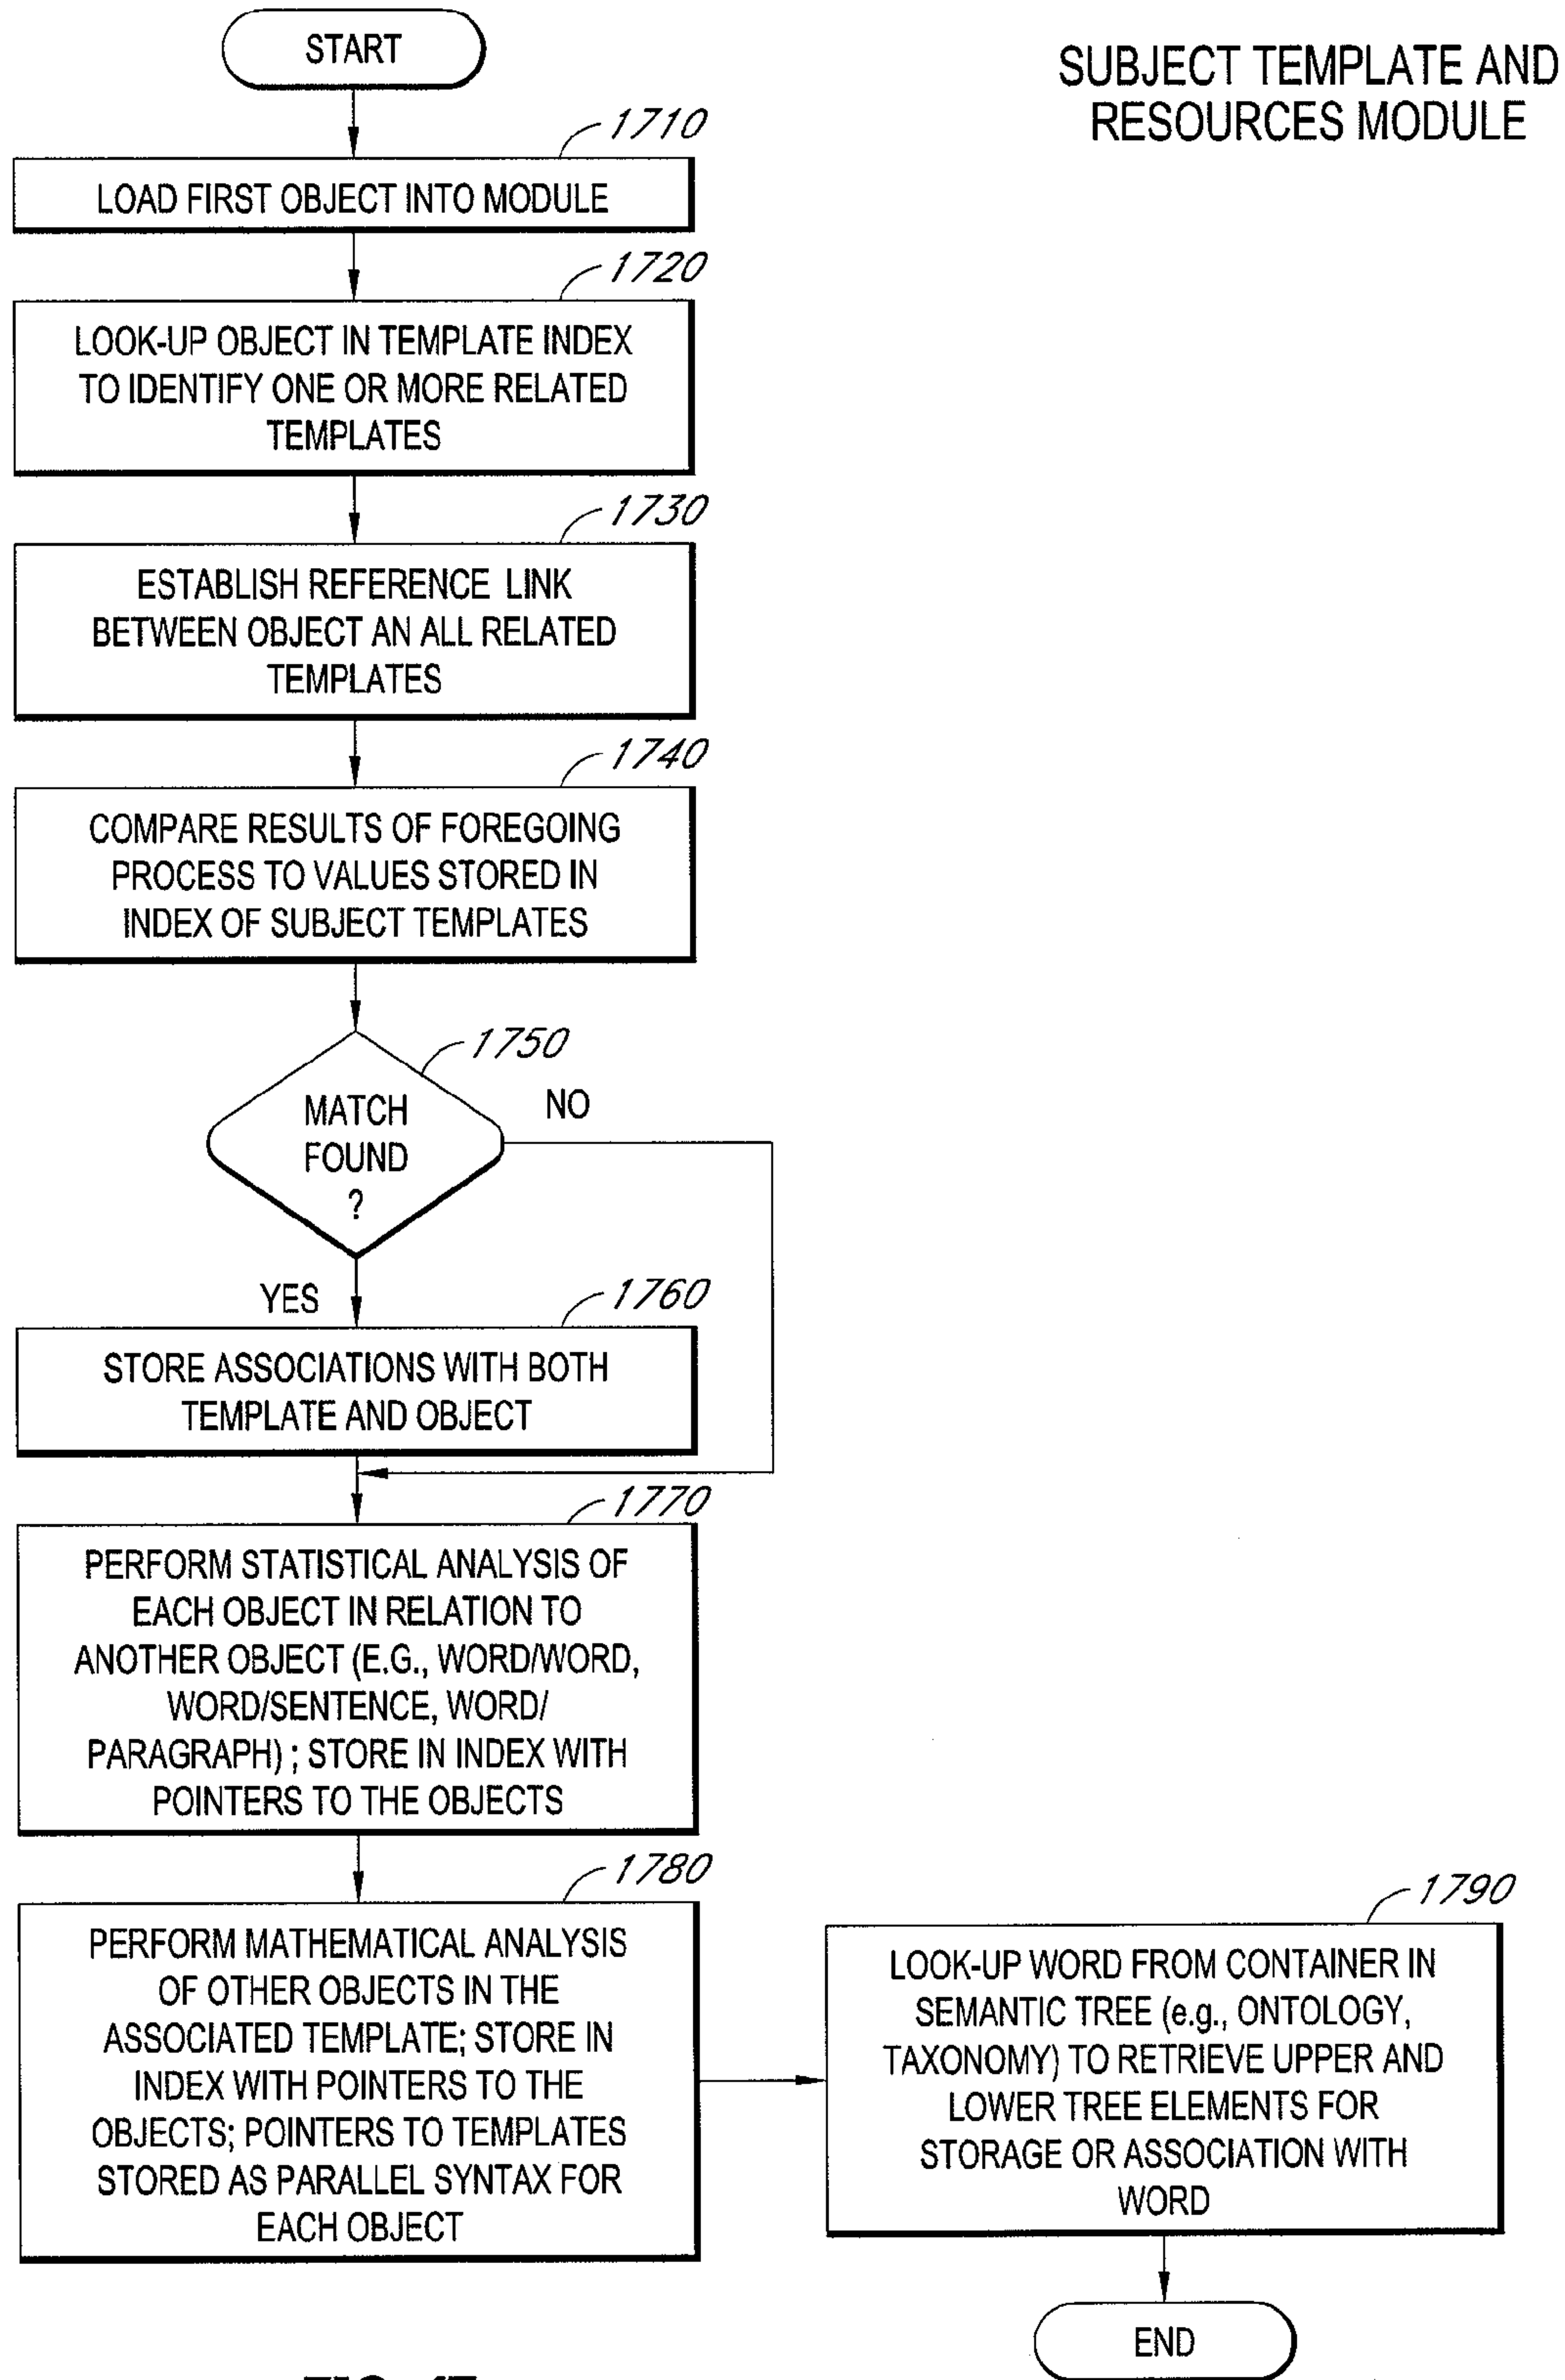 START
SUBJECT TEMPLATE AND
RESOURCES MODULE
1710
LOAD FIRST OBJECT INTO MODULE
1720
LOOK-UP OBJECT IN TEMPLATE INDEX
TO IDENTIFY ONE OR MORE RELATED
TEMPLATES
1730
ESTABLISH REFERENCE LINK
BETWEEN OBJECT AN ALL RELATED
TEMPLATES
1740
COMPARE RESULTS OF FOREGOING
PROCESS TO VALUES STORED IN
INDEX OF SUBJECT TEMPLATES
1750
MATCH
FOUND
?
NO
YES
1760
STORE ASSOCIATIONS WITH BOTH
TEMPLATE AND OBJECT
1770
PERFORM STATISTICAL ANALYSIS OF
EACH OBJECT IN RELATION TO
ANOTHER OBJECT (E.G., WORD/WORD,
WORD/SENTENCE, WORD/
PARAGRAPH) ; STORE IN INDEX WITH
POINTERS TO THE OBJECTS
1780
PERFORM MATHEMATICAL ANALYSIS
OF OTHER OBJECTS IN THE
ASSOCIATED TEMPLATE; STORE IN
INDEX WITH POINTERS TO THE
OBJECTS; POINTERS TO TEMPLATES
STORED AS PARALLEL SYNTAX FOR
EACH OBJECT
1790
LOOK-UP WORD FROM CONTAINER IN
SEMANTIC TREE (e.g., ONTOLOGY,
TAXONOMY) TO RETRIEVE UPPER AND
LOWER TREE ELEMENTS FOR
STORAGE OR ASSOCIATION WITH
WORD
END